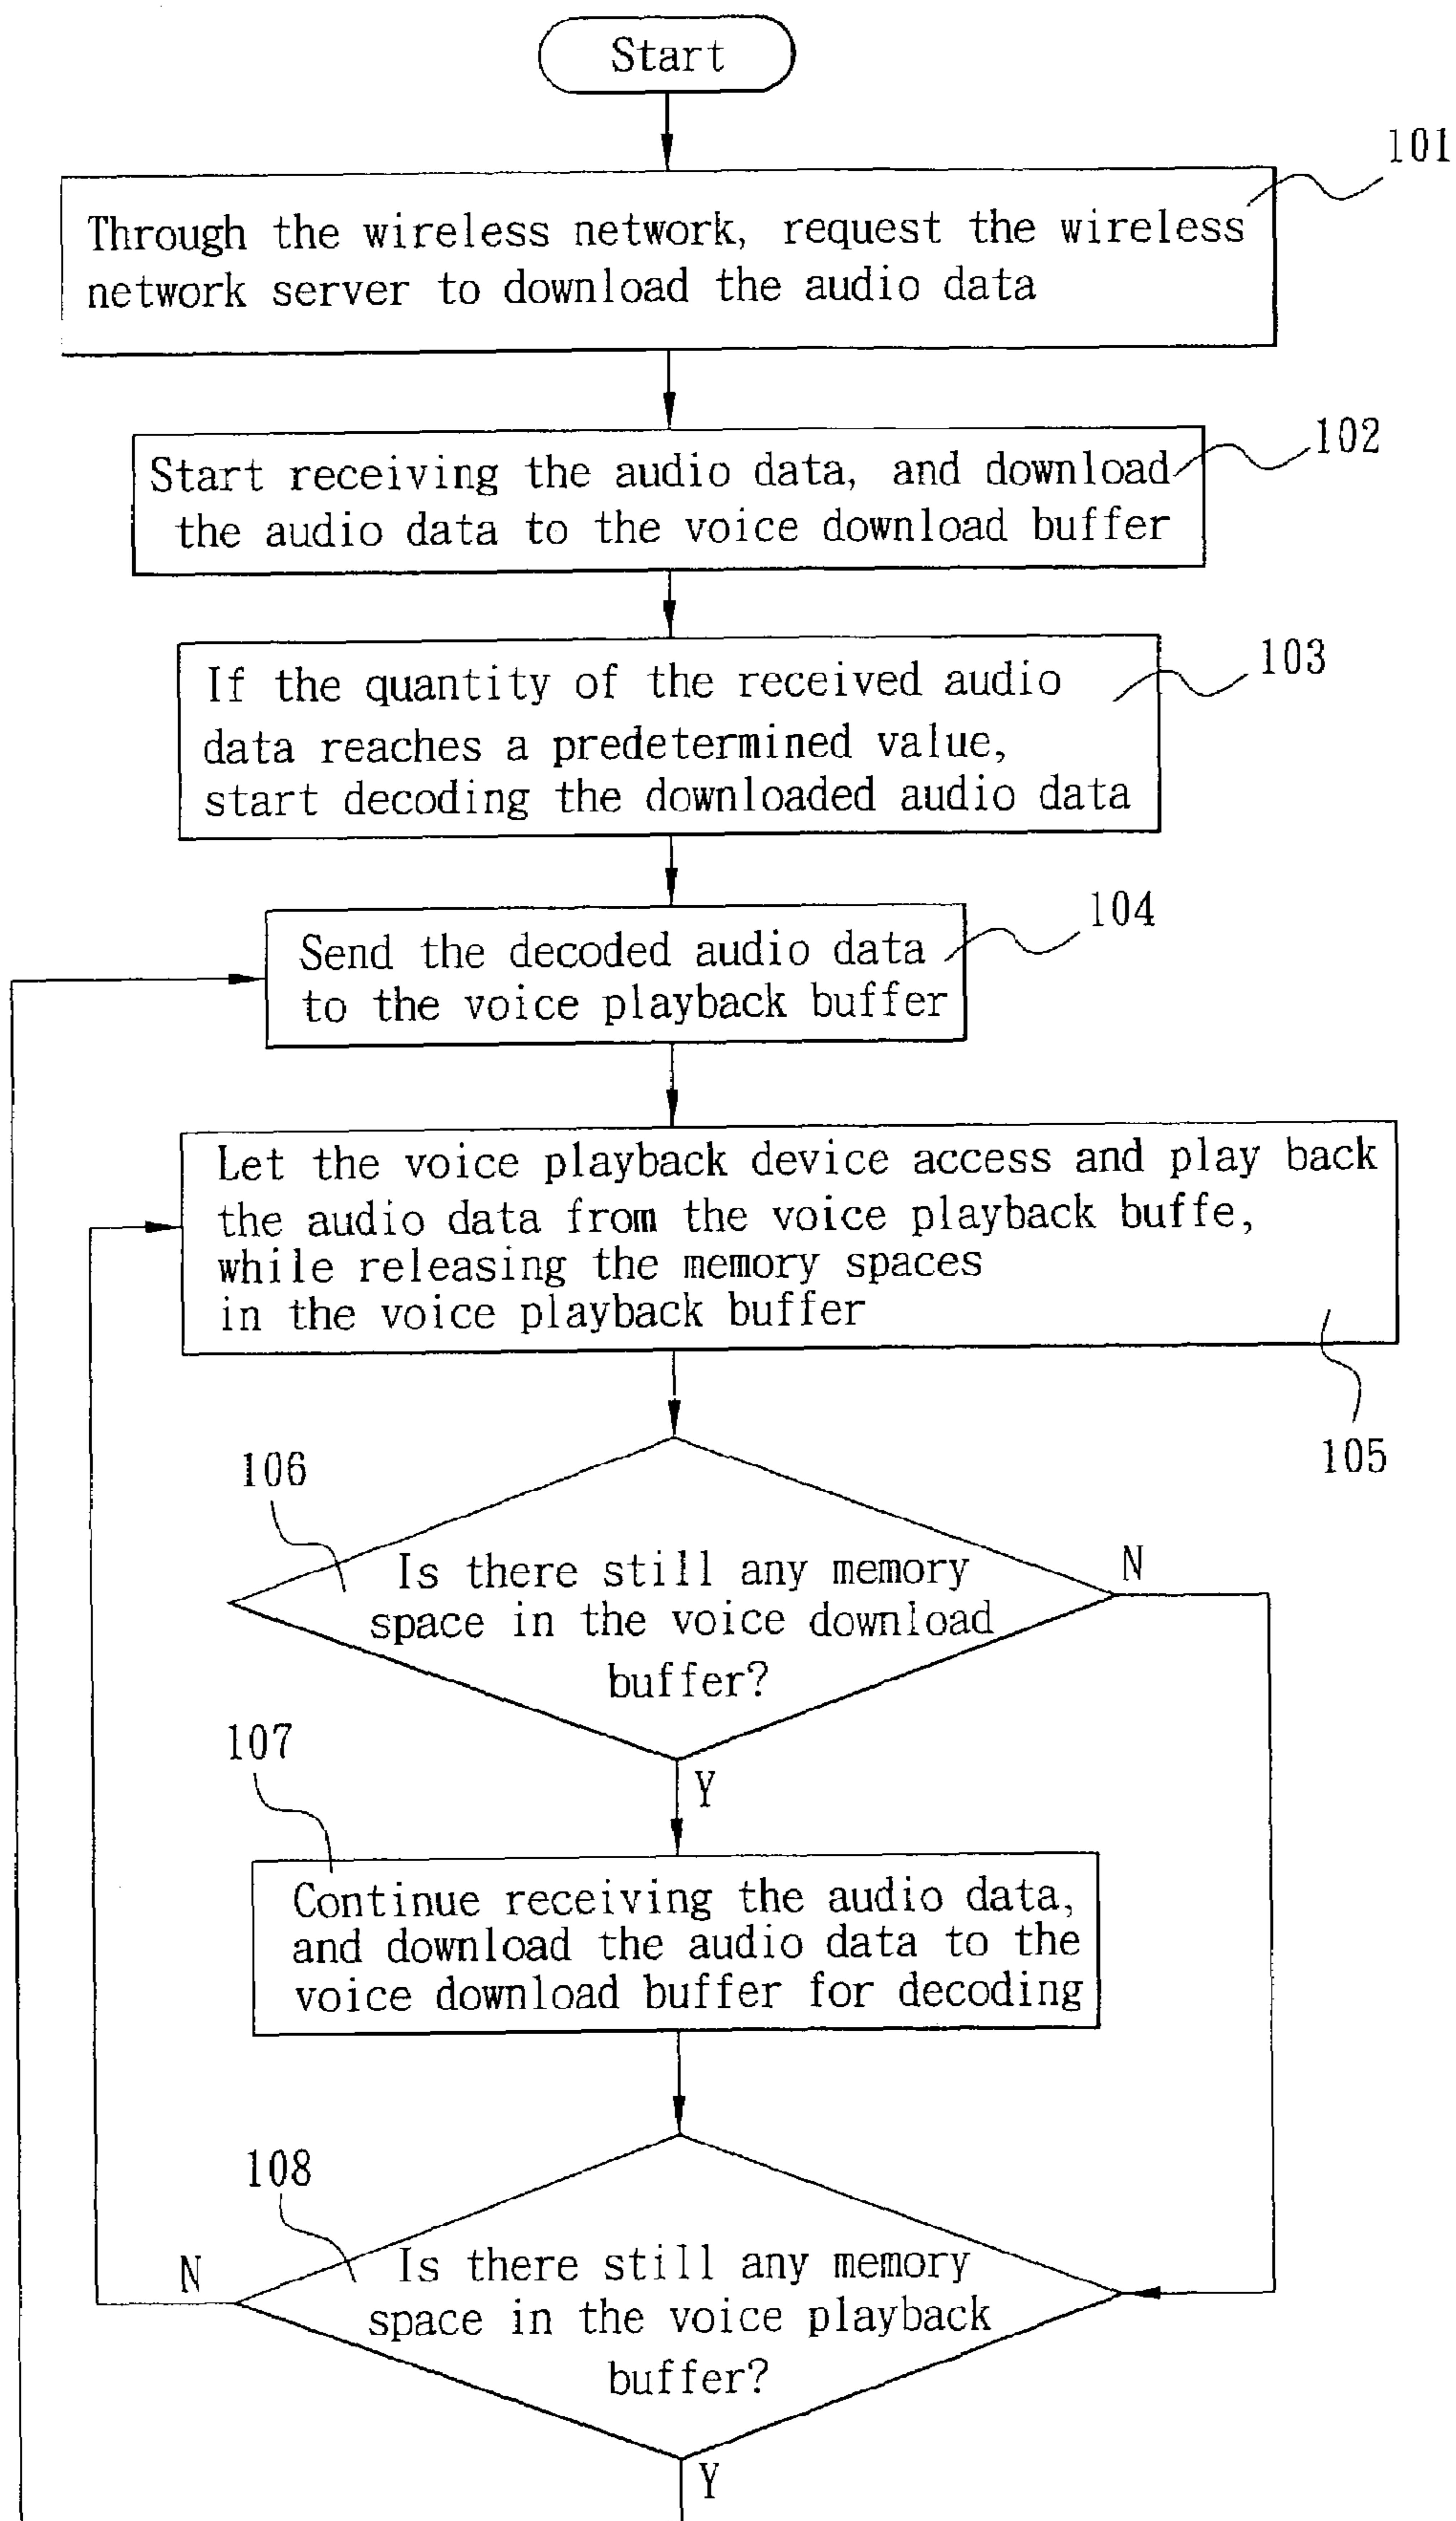 Start
101
Through the wireless network, request the wireless
network server to download the audio data
102
Start receiving the audio data, and download
the audio data to the voice download buffer
103
If the quantity of the received audio
data reaches a predetermined value,
start decoding the downloaded audio data
104
Send the decoded audio data
to the voice playback buffer
Let the voice playback device access and play back
the audio data from the voice playback buffe,
while releasing the memory spaces
in the voice playback buffer
105
106
Is there still any memory
space in the voice download
buffer?
N
Y
107
Continue receiving the audio data,
and download the audio data to the
voice download buffer for decoding
108
Is there still any memory
space in the voice playback
buffer?
N
Y